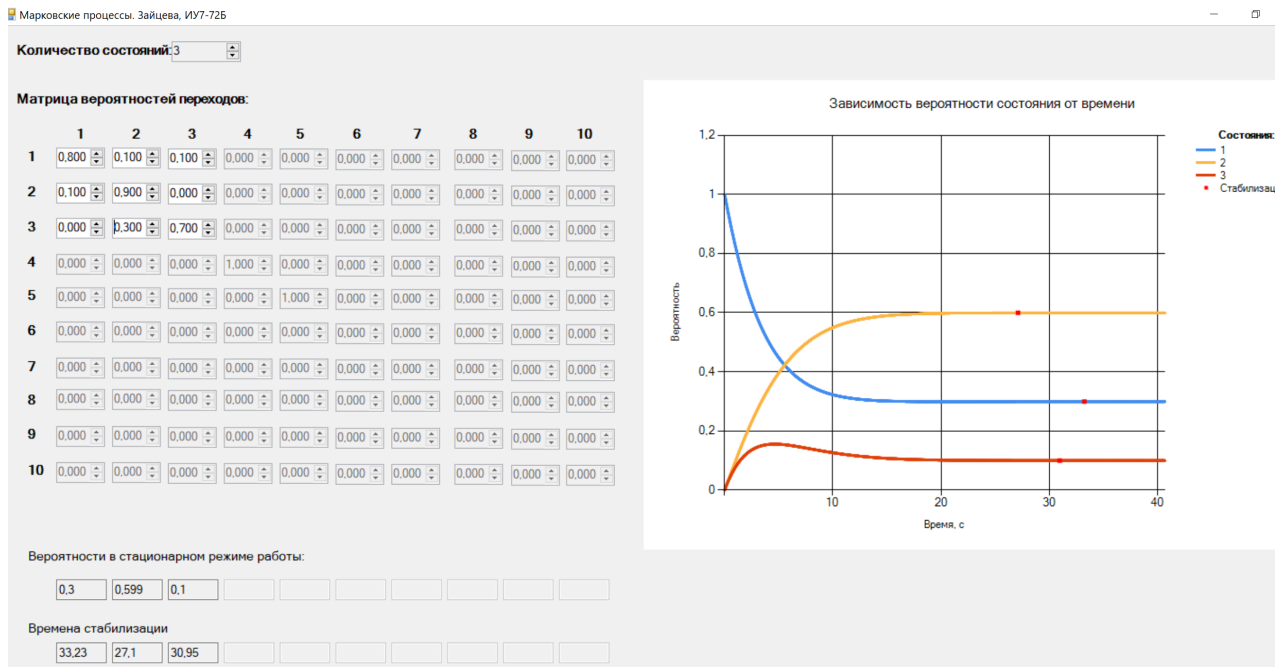 Марковские процессы. Зайцева, ИУ7-72Б
Количество состояний: 3
Матрица вероятностей переходов:
1 2 3 4 5 6 7 8 9 10
1 0,800 0,100 0,100 0,000 0,000 0,000 0,000 0,000 0,000 0,000
2 0,100 0,900 0,000 0,000 0,000 0,000 0,000 0,000 0,000 0,000
3 0,000 0,300 0,700 0,000 0,000 0,000 0,000 0,000 0,000 0,000
4 0,000 0,000 0,000 1,000 0,000 0,000 0,000 0,000 0,000 0,000
5 0,000 0,000 0,000 0,000 1,000 0,000 0,000 0,000 0,000 0,000
6 0,000 0,000 0,000 0,000 0,000 0,000 0,000 0,000 0,000 0,000
7 0,000 0,000 0,000 0,000 0,000 0,000 0,000 0,000 0,000 0,000
8 0,000 0,000 0,000 0,000 0,000 0,000 0,000 0,000 0,000 0,000
9 0,000 0,000 0,000 0,000 0,000 0,000 0,000 0,000 0,000 0,000
10 0,000 0,000 0,000 0,000 0,000 0,000 0,000 0,000 0,000 0,000
Вероятности в стационарном режиме работы:
0,3 0,599 0,1
Времена стабилизации
33,23 27,1 30,95
Зависимость вероятности состояния от времени
Вероятность
1,2
1
0,8
0,6
0,4
0,2
0
10 20 30 40
Время, с
Состояния:
1
2
3
Стабилизац